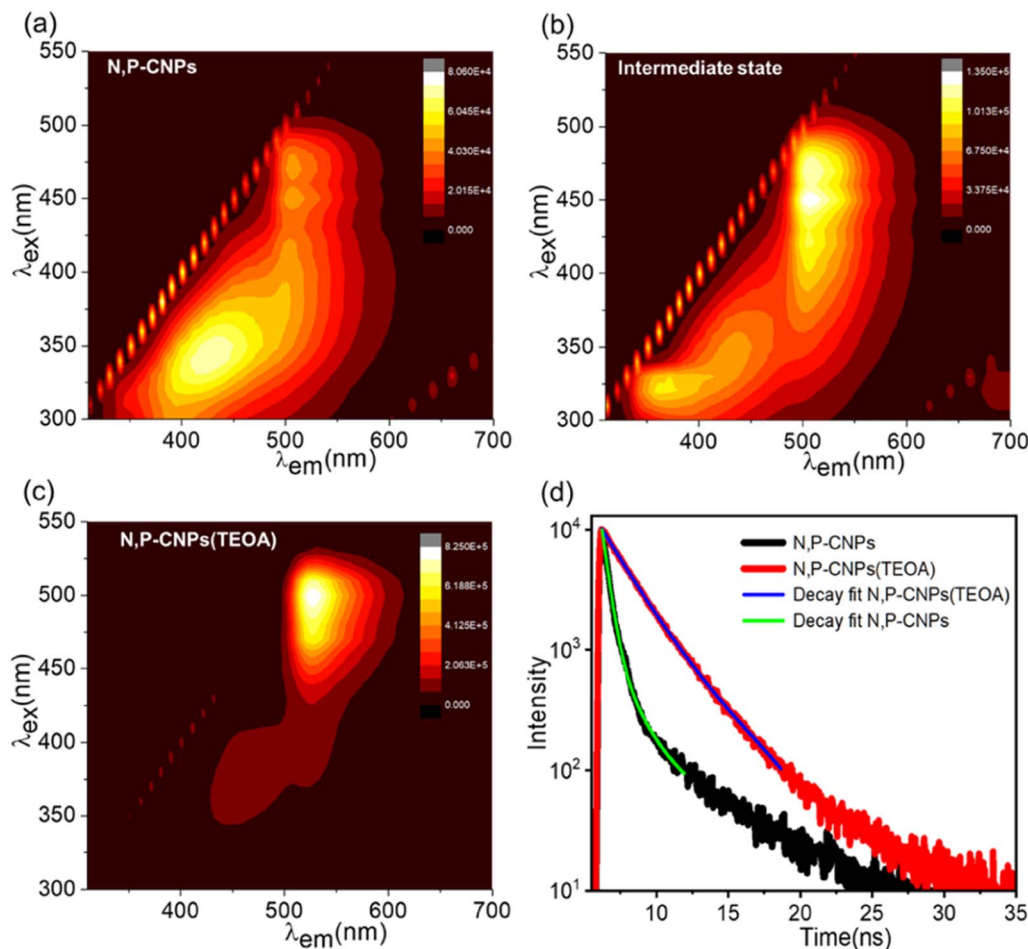 (a)
N,P-CNPs
8.060E+4
6.045E+4
4.030E+4
2.015E+4
0.000
550
500
450
400
350
300
λex(nm)
400 500 600 700
λem(nm)
(b)
Intermediate state
1.350E+5
1.013E+5
6.750E+4
3.375E+4
0.000
550
500
450
400
350
300
λex(nm)
400 500 600 700
λem(nm)
(c)
N,P-CNPs(TEOA)
8.250E+5
6.188E+5
4.125E+5
2.063E+5
0.000
550
500
450
400
350
300
λex(nm)
400 500 600 700
λem(nm)
(d)
N,P-CNPs
N,P-CNPs(TEOA)
Decay fit N,P-CNPs(TEOA)
Decay fit N,P-CNPs
10⁴
10³
10²
10¹
Intensity
10 15 20 25 30 35
Time(ns)